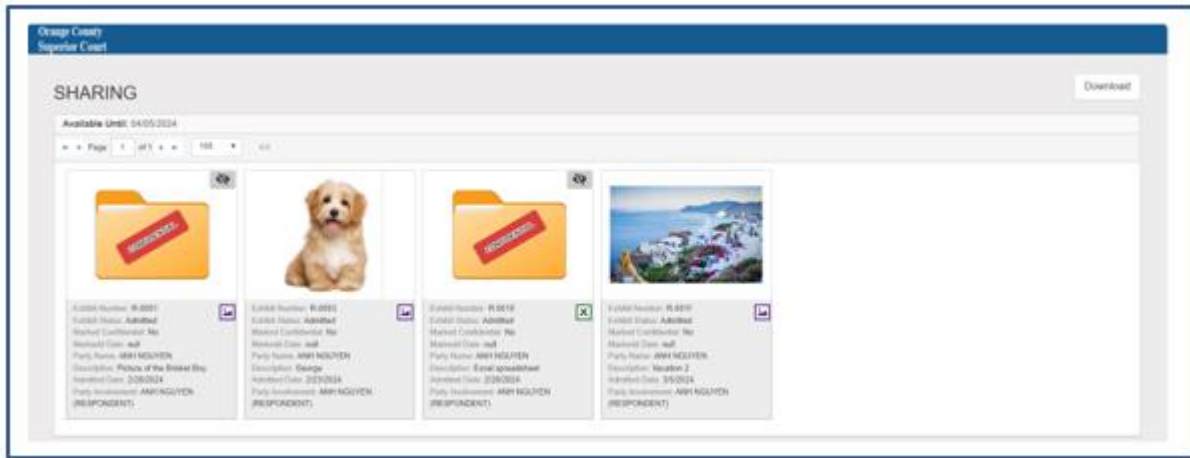 Orange County
Superior Court
SHARING
Download
Available Until: 04/05/2024
Page 1 of 1 100
CONFIDENTIAL
CONFIDENTIAL
Exhibit Number: R-0001
Exhibit Status: Admitted
Marked Confidential: No
Marked Date: null
Party Name: ANH NGUYEN
Description: Picture of the Boy
Admitted Date: 2/28/2024
Party Involvement: ANH NGUYEN
(RESPONDENT)
Exhibit Number: R-0003
Exhibit Status: Admitted
Marked Confidential: No
Marked Date: null
Party Name: ANH NGUYEN
Description: George
Admitted Date: 2/23/2024
Party Involvement: ANH NGUYEN
(RESPONDENT)
Exhibit Number: R-0010
Exhibit Status: Admitted
Marked Confidential: No
Marked Date: null
Party Name: ANH NGUYEN
Description: Excel spreadsheet
Admitted Date: 2/28/2024
Party Involvement: ANH NGUYEN
(RESPONDENT)
Exhibit Number: R-0011
Exhibit Status: Admitted
Marked Confidential: No
Marked Date: null
Party Name: ANH NGUYEN
Description: Vacation 2
Admitted Date: 3/5/2024
Party Involvement: ANH NGUYEN
(RESPONDENT)